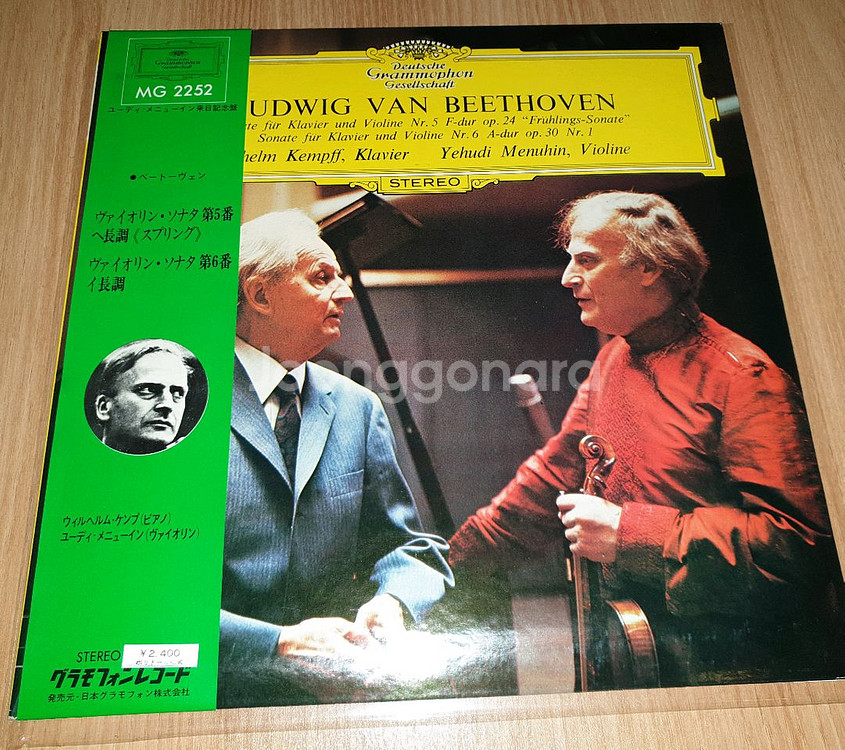 Deutsche
Grammophon
Gesellschaft
MG 2252
ユーディ・メニューイン来日記念盤
UDWIG VAN BEETHOVEN
te für Klavier und Violine Nr. 5 F-dur op. 24 “Frühlings-Sonate”
Sonate für Klavier und Violine Nr. 6 A-dur op. 30 Nr. 1
helm Kempff, Klavier Yehudi Menuhin, Violine
STEREO
●ベートーヴェン
ヴァイオリン・ソナタ 第5番
ヘ長調《スプリング》
ヴァイオリン・ソナタ 第6番
イ長調
joonggonara
ウィルヘルム・ケンプ(ピアノ)
ユーディ・メニューイン(ヴァイオリン)
STEREO
¥2,400
グラモフォンレコード
発売元・日本グラモフォン株式会社